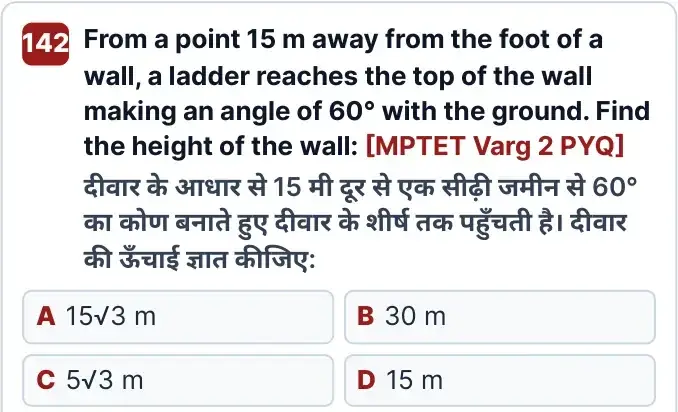 142 From a point 15 m away from the foot of a
wall, a ladder reaches the top of the wall
making an angle of 60° with the ground. Find
the height of the wall: [MPTET Varg 2 PYQ]
दीवार के आधार से 15 मी दूर से एक सीढ़ी जमीन से 60°
का कोण बनाते हुए दीवार के शीर्ष तक पहुँचती है। दीवार
की ऊँचाई ज्ञात कीजिए:
A 15√3 m
B 30 m
C 5√3 m
D 15 m